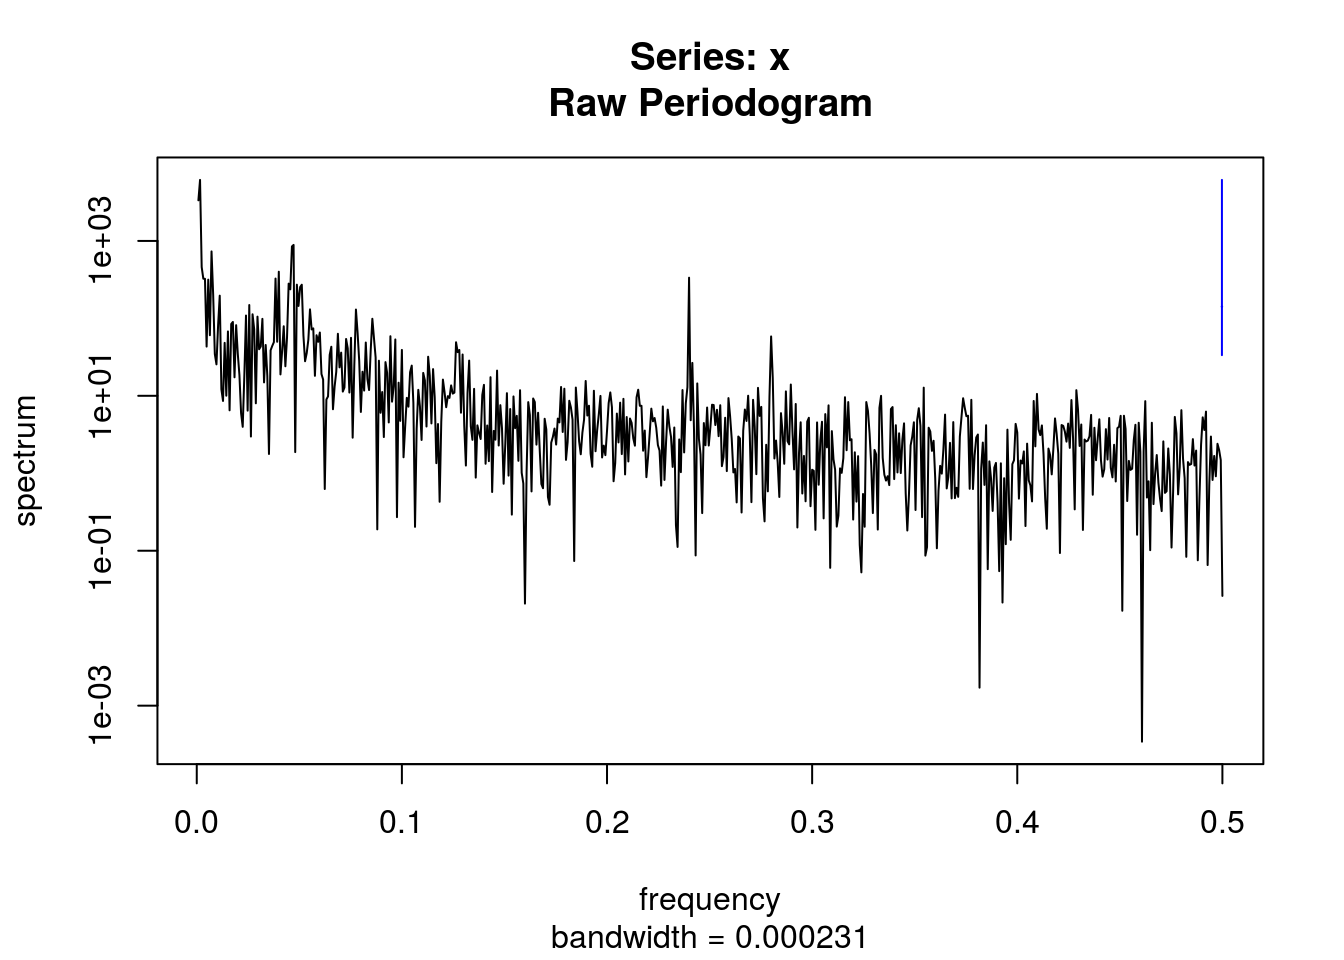 Series: x
Raw Periodogram
spectrum
1e+03
1e+01
1e-01
1e-03
0.0 0.1 0.2 0.3 0.4 0.5
frequency
bandwidth = 0.000231